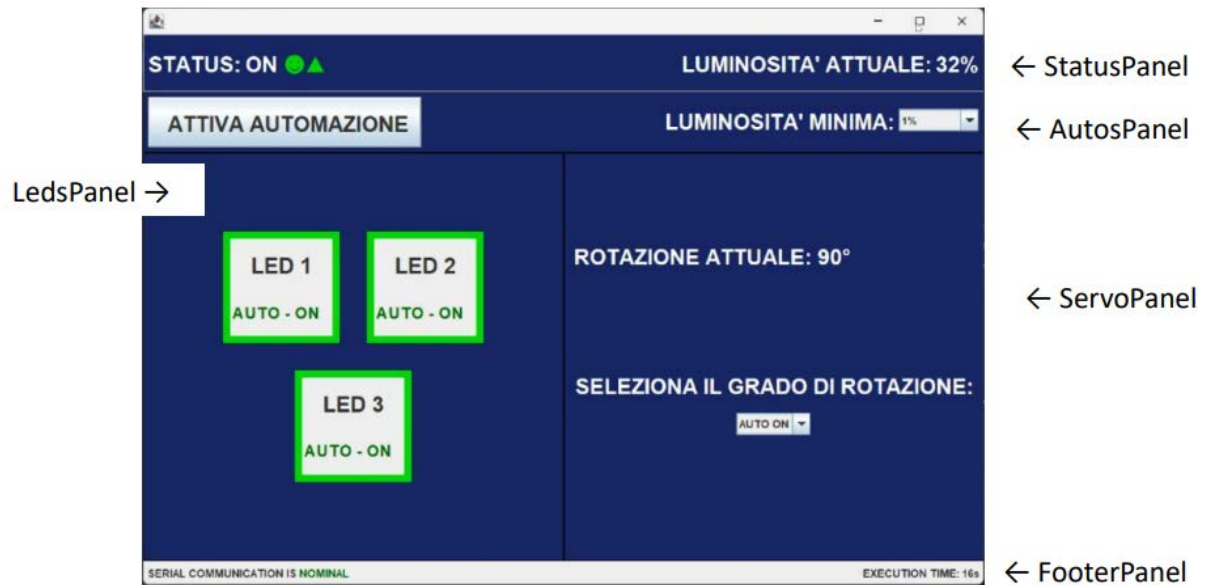 STATUS: ON
LUMINOSITA' ATTUALE: 32%
← StatusPanel
ATTIVA AUTOMAZIONE
LUMINOSITA' MINIMA: 1%
← AutosPanel
LedsPanel →
LED 1
AUTO - ON
LED 2
AUTO - ON
LED 3
AUTO - ON
ROTAZIONE ATTUALE: 90°
← ServoPanel
SELEZIONA IL GRADO DI ROTAZIONE:
AUTO ON
SERIAL COMMUNICATION IS NOMINAL
EXECUTION TIME: 16s
← FooterPanel